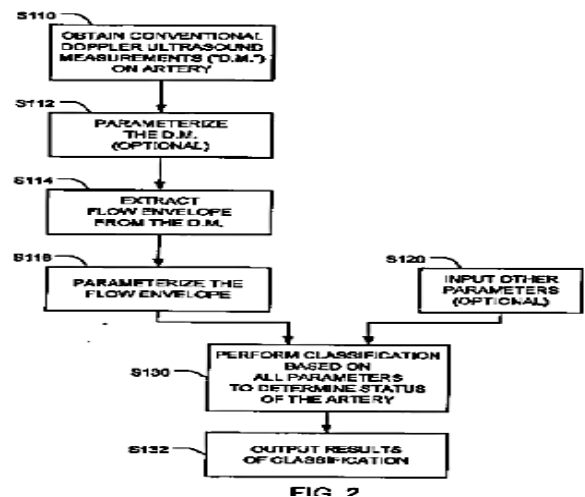 S110
OBTAIN CONVENTIONAL
DOPPLER ULTRASOUND
MEASUREMENTS ("D.M.")
ON ARTERY
S112
PARAMETERIZE
THE D.M.
(OPTIONAL)
S114
EXTRACT
FLOW ENVELOPE
FROM THE D.M.
S116
PARAMETERIZE THE
FLOW ENVELOPE
S120
INPUT OTHER
PARAMETERS
(OPTIONAL)
S130
PERFORM CLASSIFICATION
BASED ON
ALL PARAMETERS
TO DETERMINE STATUS
OF THE ARTERY
S132
OUTPUT RESULTS
OF CLASSIFICATION
FIG. 2